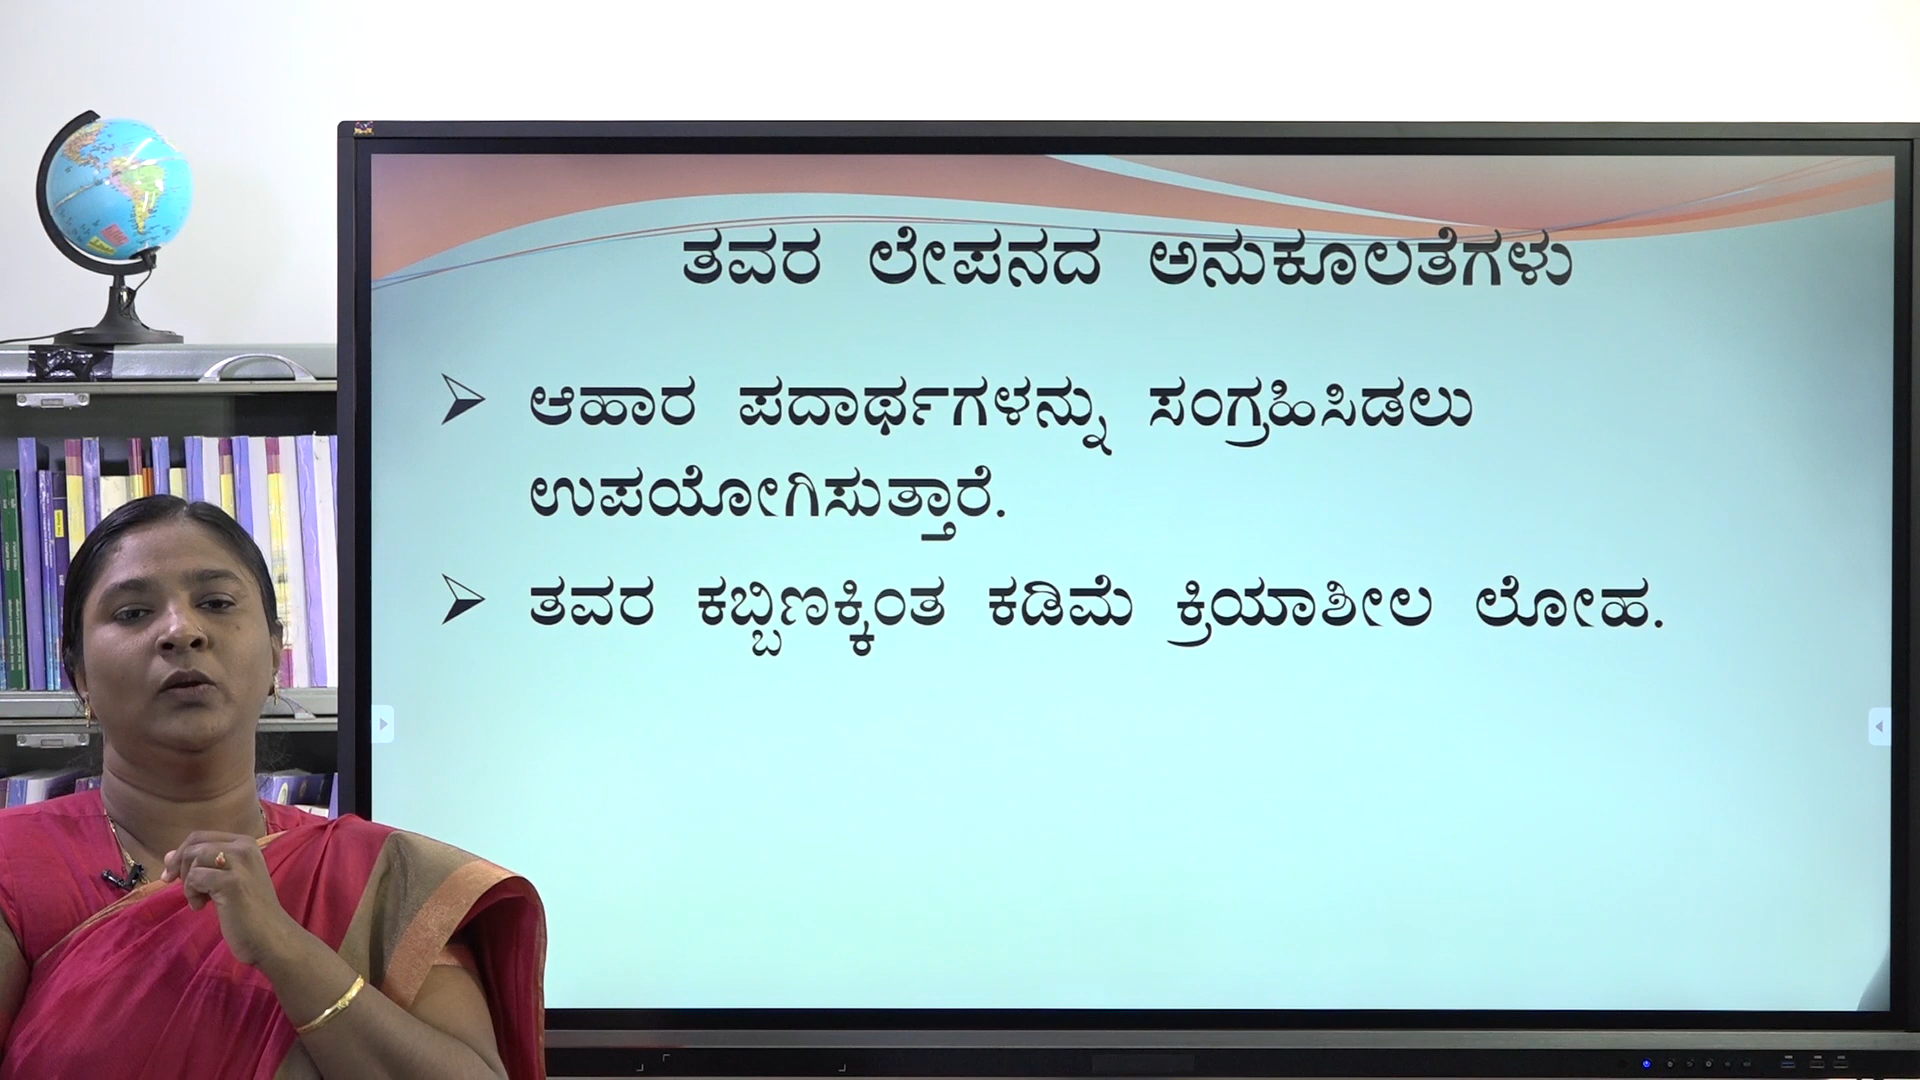 ತವರ ಲೇಪನದ ಅನುಕೂಲತೆಗಳು
ಆಹಾರ ಪದಾರ್ಥಗಳನ್ನು ಸಂಗ್ರಹಿಸಿಡಲು
ಉಪಯೋಗಿಸುತ್ತಾರೆ.
ತವರ ಕಬ್ಬಿಣಕ್ಕಿಂತ ಕಡಿಮೆ ಕ್ರಿಯಾಶೀಲ ಲೋಹ.